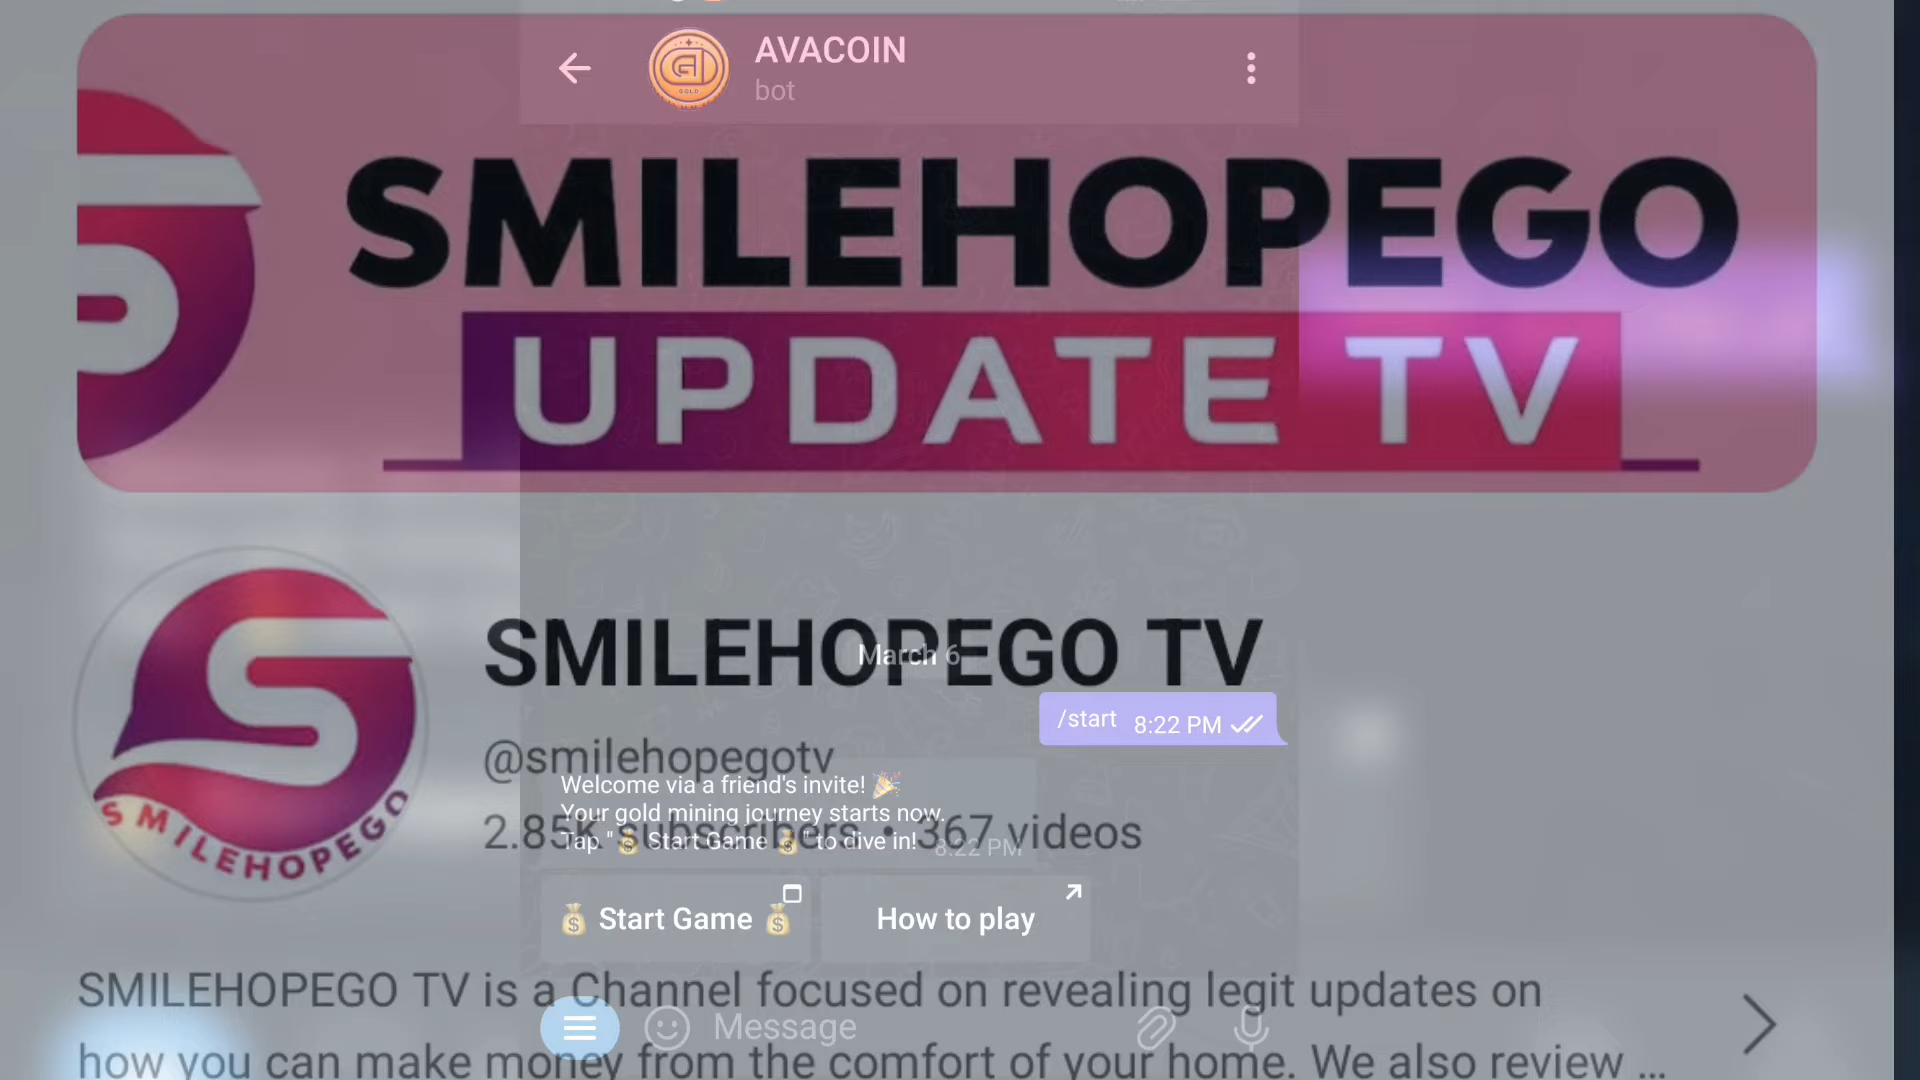 AVACOIN
bot
GOLD
SMILEHOPEGO
UPDATE TV
SMILEHOPEGO
SMILEHOPEGO TV
March 6
/start 8:22 PM
@smilehopegotv
Welcome via a friend's invite! 🎉
Your gold mining journey starts now.
2.85K subscribers • 367 videos
Tap "💰 Start Game 💰" to dive in! 8:22 PM
💰 Start Game 💰
How to play
SMILEHOPEGO TV is a Channel focused on revealing legit updates on
Message
how you can make money from the comfort of your home. We also review ...